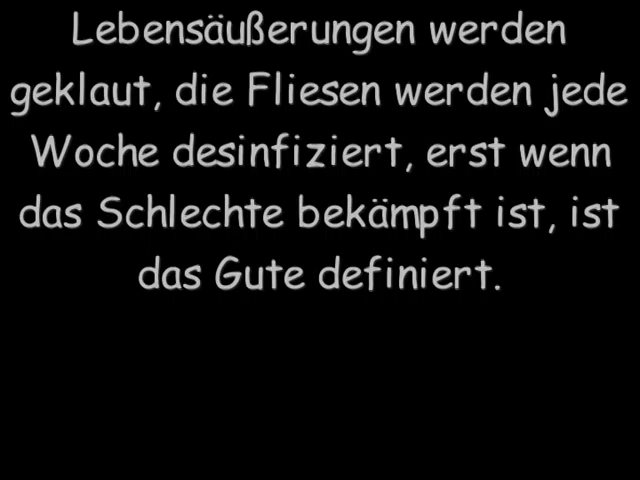 Lebensäußerungen werden
geklaut, die Fliesen werden jede
Woche desinfiziert, erst wenn
das Schlechte bekämpft ist, ist
das Gute definiert.